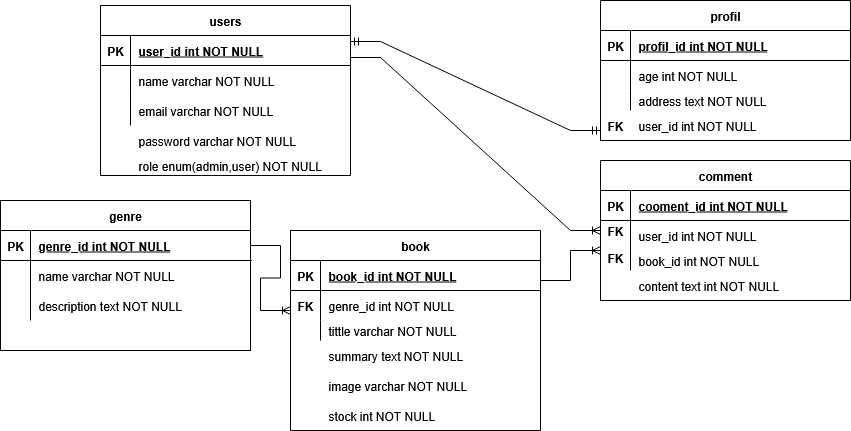 users
PK user_id int NOT NULL
name varchar NOT NULL
email varchar NOT NULL
password varchar NOT NULL
role enum(admin,user) NOT NULL
profil
PK profil_id int NOT NULL
age int NOT NULL
address text NOT NULL
FK user_id int NOT NULL
comment
PK cooment_id int NOT NULL
FK user_id int NOT NULL
FK book_id int NOT NULL
content text int NOT NULL
genre
PK genre_id int NOT NULL
name varchar NOT NULL
description text NOT NULL
book
PK book_id int NOT NULL
FK genre_id int NOT NULL
tittle varchar NOT NULL
summary text NOT NULL
image varchar NOT NULL
stock int NOT NULL